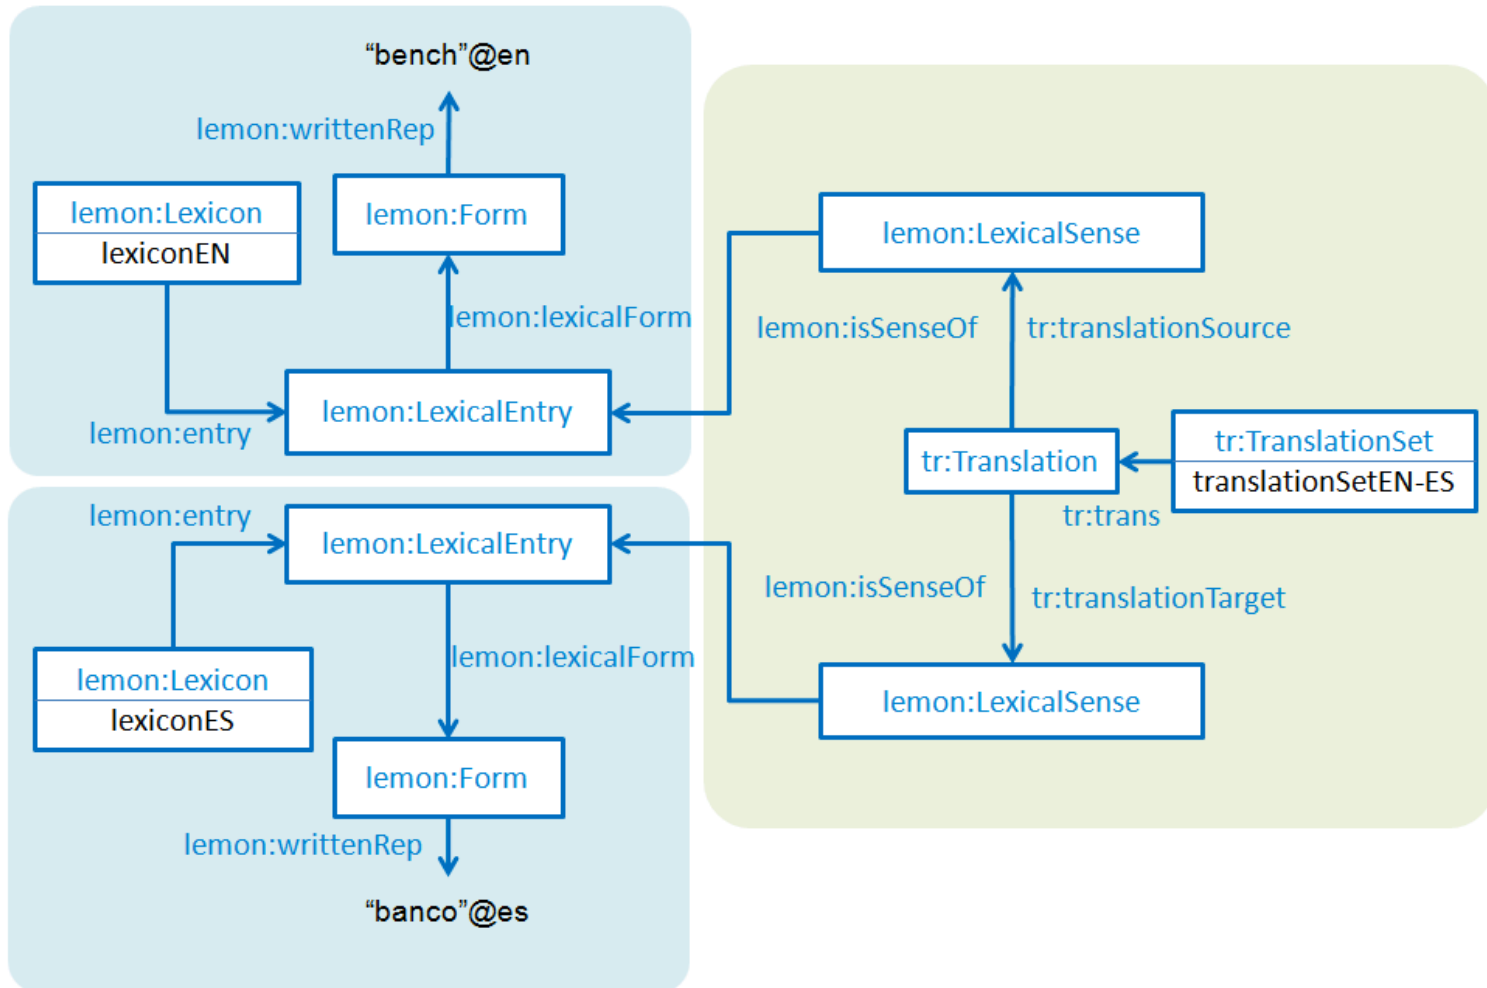 “bench”@en
lemon:writtenRep
lemon:Lexicon
lexiconEN
lemon:Form
lemon:lexicalForm
lemon:entry
lemon:LexicalEntry
lemon:entry
lemon:LexicalEntry
lemon:lexicalForm
lemon:Lexicon
lexiconES
lemon:Form
lemon:writtenRep
“banco”@es
lemon:LexicalSense
lemon:isSenseOf
tr:translationSource
tr:Translation
tr:TranslationSet
translationSetEN-ES
tr:trans
lemon:isSenseOf
tr:translationTarget
lemon:LexicalSense